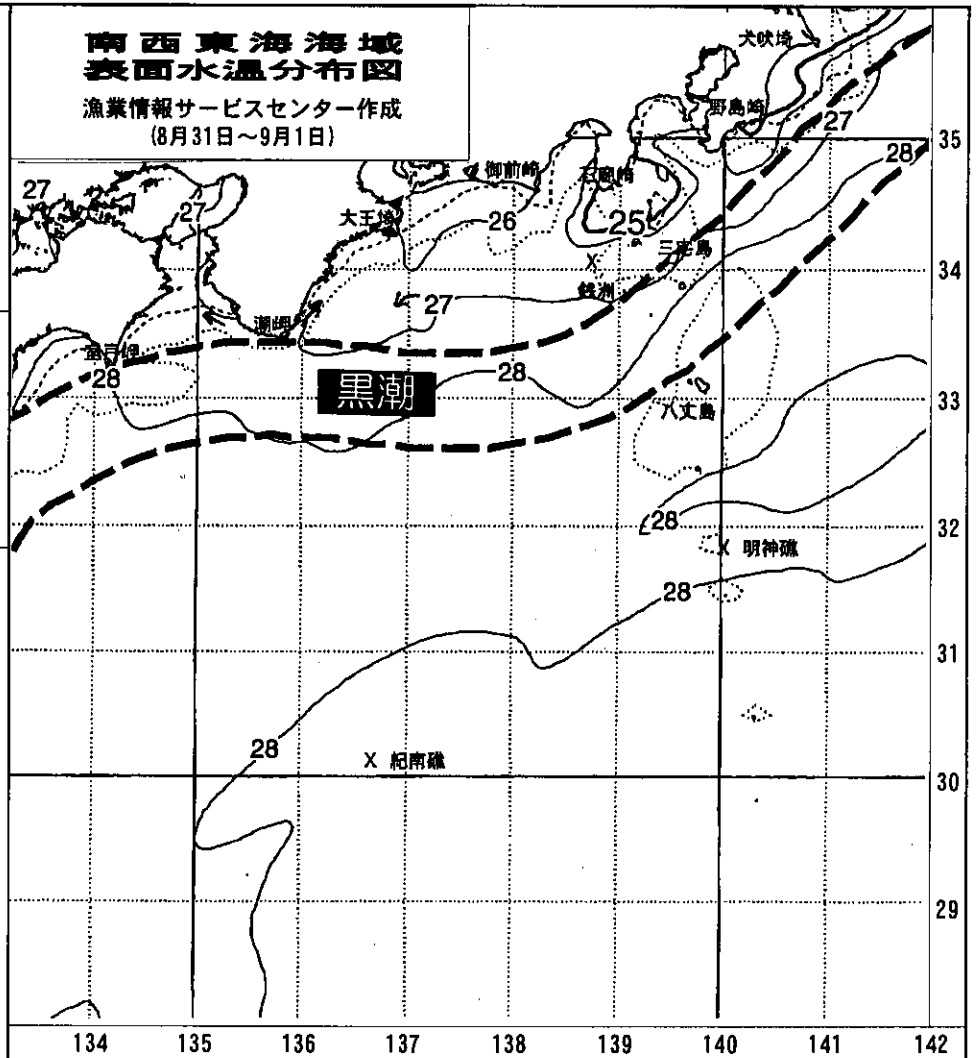 南西東海海域
表面水温分布図
漁業情報サービスセンター作成
(8月31日～9月1日)
犬吠埼
野島崎
27
35
28
御前崎
石廊崎
27
27
大王埼
26
25
三宅島
34
銭洲
27
潮岬
室戸岬
28
28
黒潮
33
八丈島
28
32
X 明神礁
28
31
28
X 紀南礁
30
29
134 135 136 137 138 139 140 141 142